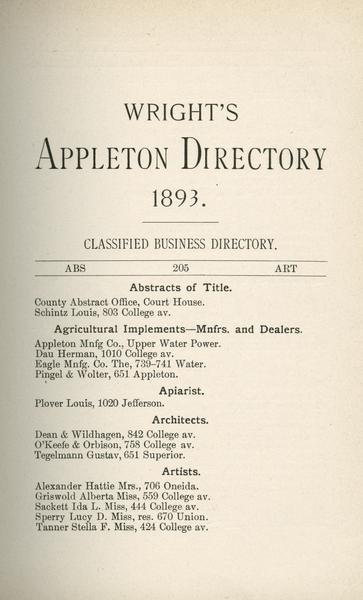 WRIGHT'S
APPLETON DIRECTORY
1893.
CLASSIFIED BUSINESS DIRECTORY.
ABS 205 ART
Abstracts of Title.
County Abstract Office, Court House.
Schintz Louis, 803 College av.
Agricultural Implements—Mnfrs. and Dealers.
Appleton Mnfg Co., Upper Water Power.
Dau Herman, 1010 College av.
Eagle Mnfg. Co. The, 739-741 Water.
Pingel & Wolter, 651 Appleton.
Apiarist.
Plover Louis, 1020 Jefferson.
Architects.
Dean & Wildhagen, 842 College av.
O'Keefe & Orbison, 758 College av.
Tegelmann Gustav, 651 Superior.
Artists.
Alexander Hattie Mrs., 706 Oneida.
Griswold Alberta Miss, 559 College av.
Sackett Ida L. Miss, 444 College av.
Sperry Lucy D. Miss, res. 670 Union.
Tanner Stella F. Miss, 424 College av.